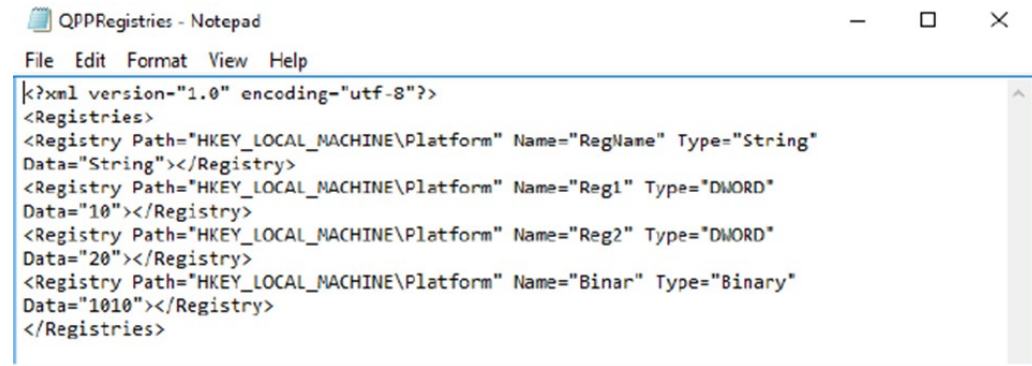 QPPRegistries - Notepad
File Edit Format View Help
<?xml version="1.0" encoding="utf-8"?>
<Registries>
<Registry Path="HKEY_LOCAL_MACHINE\Platform" Name="RegName" Type="String"
Data="String"></Registry>
<Registry Path="HKEY_LOCAL_MACHINE\Platform" Name="Reg1" Type="DWORD"
Data="10"></Registry>
<Registry Path="HKEY_LOCAL_MACHINE\Platform" Name="Reg2" Type="DWORD"
Data="20"></Registry>
<Registry Path="HKEY_LOCAL_MACHINE\Platform" Name="Binar" Type="Binary"
Data="1010"></Registry>
</Registries>